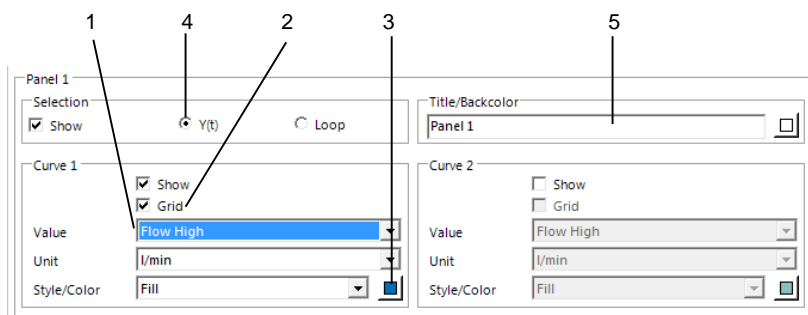 1 4 2 3 5
Panel 1
Selection Title/Backcolor
Show Y(t) Loop Panel 1
Curve 1 Curve 2
Show Show
Grid Grid
Value Flow High Value Flow High
Unit l/min Unit l/min
Style/Color Fill Style/Color Fill